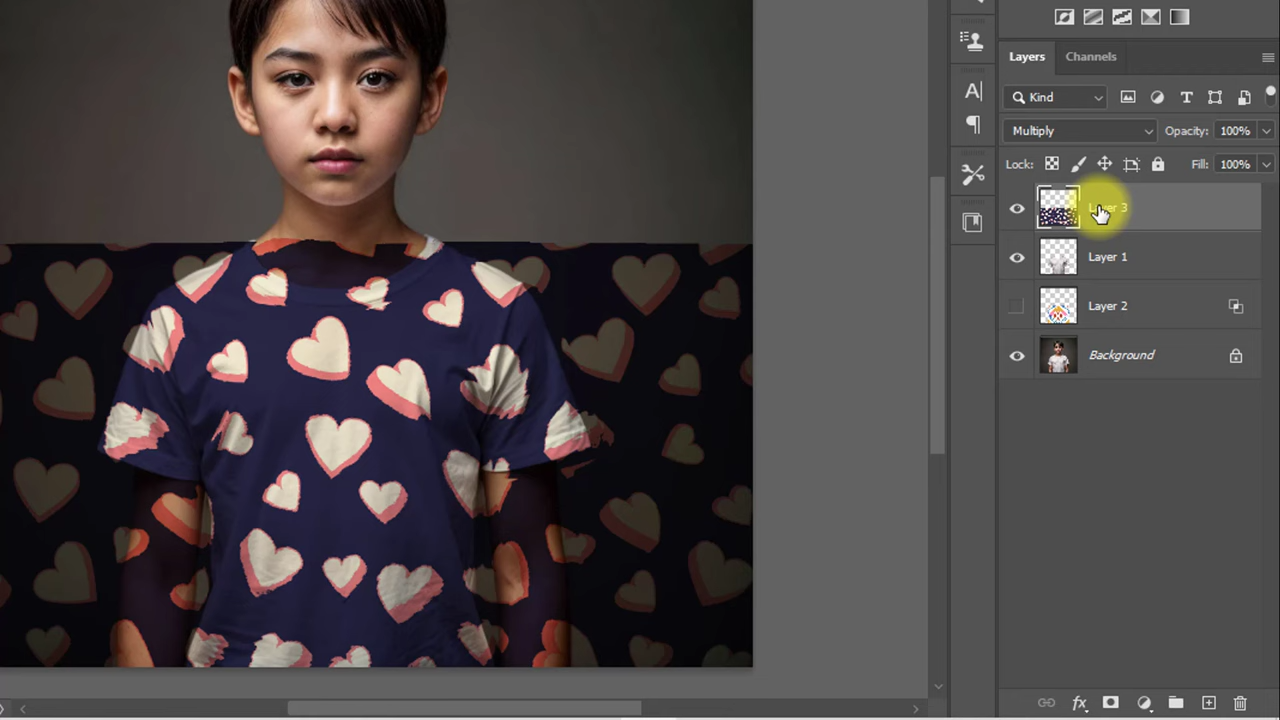 Layers Channels
Kind
Multiply Opacity: 100%
Lock: Fill: 100%
Layer 3
Layer 1
Layer 2
Background